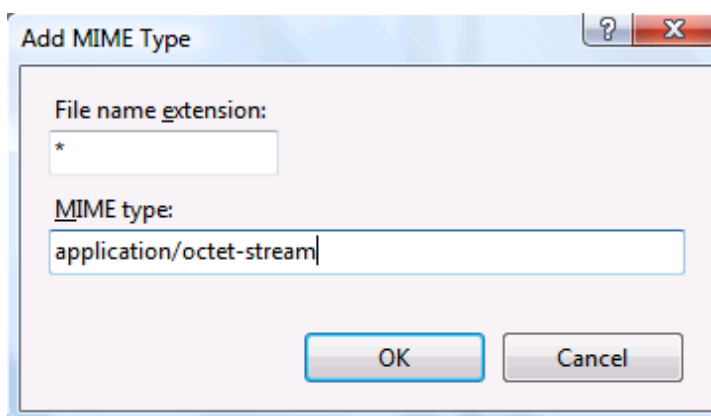 Add MIME Type
?
File name extension:
*
MIME type:
application/octet-stream
OK
Cancel